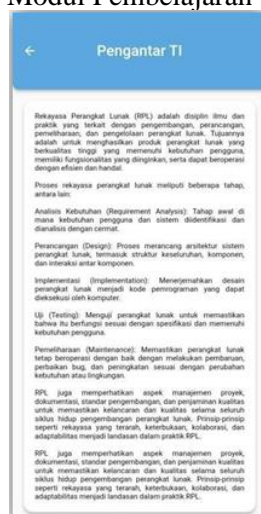 Modul Pembelajaran
← Pengantar TI
Rekayasa Perangkat Lunak (RPL) adalah disiplin ilmu dan
praktik yang terkait dengan pengembangan, perancangan,
pemeliharaan, dan pengelolaan perangkat lunak. Tujuannya
adalah untuk menghasilkan produk perangkat lunak yang
berkualitas tinggi yang memenuhi kebutuhan pengguna,
memiliki fungsionalitas yang diinginkan, serta dapat beroperasi
dengan efisien dan handal.
Proses rekayasa perangkat lunak meliputi beberapa tahap,
antara lain:
Analisis Kebutuhan (Requirement Analysis): Tahap awal di
mana kebutuhan pengguna dan sistem diidentifikasi dan
dianalisis dengan cermat.
Perancangan (Design): Proses merancang arsitektur sistem
perangkat lunak, termasuk struktur keseluruhan, komponen,
dan interaksi antar komponen.
Implementasi (Implementation): Menerjemahkan desain
perangkat lunak menjadi kode pemrograman yang dapat
dieksekusi oleh komputer.
Uji (Testing): Menguji perangkat lunak untuk memastikan
bahwa itu berfungsi sesuai dengan spesifikasi dan memenuhi
kebutuhan pengguna.
Pemeliharaan (Maintenance): Memastikan perangkat lunak
tetap beroperasi dengan baik dengan melakukan pembaruan,
perbaikan bug, dan peningkatan sesuai dengan perubahan
kebutuhan atau lingkungan.
RPL juga memperhatikan aspek manajemen proyek,
dokumentasi, standar pengembangan, dan penjaminan kualitas
untuk memastikan kelancaran dan kualitas selama seluruh
siklus hidup pengembangan perangkat lunak. Prinsip-prinsip
seperti rekayasa yang terarah, keterbukaan, kolaborasi, dan
adaptabilitas menjadi landasan dalam praktik RPL.
RPL juga memperhatikan aspek manajemen proyek,
dokumentasi, standar pengembangan, dan penjaminan kualitas
untuk memastikan kelancaran dan kualitas selama seluruh
siklus hidup pengembangan perangkat lunak. Prinsip-prinsip
seperti rekayasa yang terarah, keterbukaan, kolaborasi, dan
adaptabilitas menjadi landasan dalam praktik RPL.